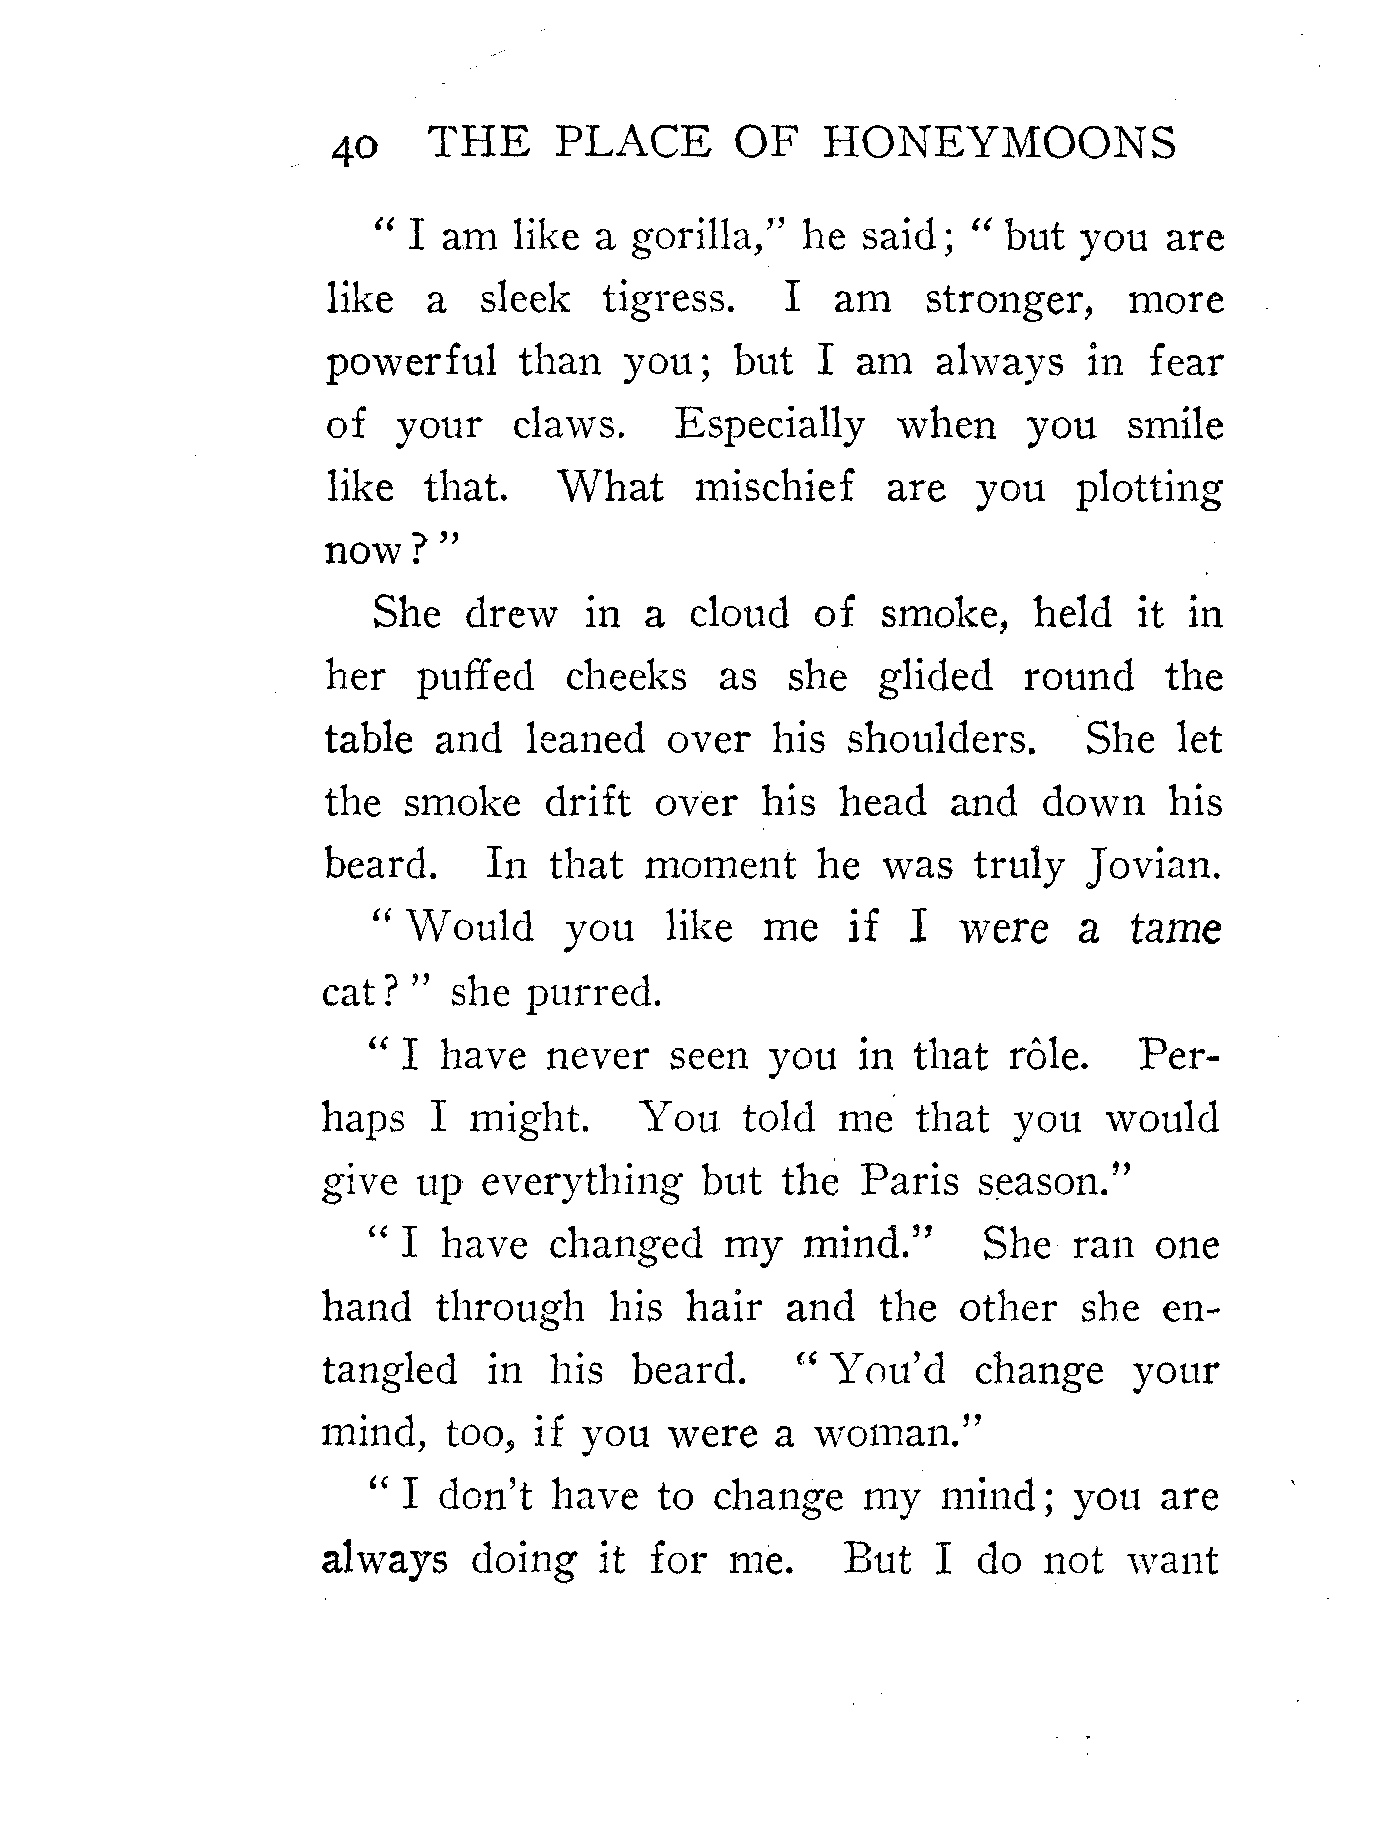 40 THE PLACE OF HONEYMOONS
“ I am like a gorilla,” he said; “ but you are
like a sleek tigress. I am stronger, more
powerful than you; but I am always in fear
of your claws. Especially when you smile
like that. What mischief are you plotting
now? ”
She drew in a cloud of smoke, held it in
her puffed cheeks as she glided round the
table and leaned over his shoulders. She let
the smoke drift over his head and down his
beard. In that moment he was truly Jovian.
“ Would you like me if I were a tame
cat? ” she purred.
“ I have never seen you in that rôle. Per-
haps I might. You told me that you would
give up everything but the Paris season.”
“ I have changed my mind.” She ran one
hand through his hair and the other she en-
tangled in his beard. “ You’d change your
mind, too, if you were a woman.”
“ I don’t have to change my mind; you are
always doing it for me. But I do not want